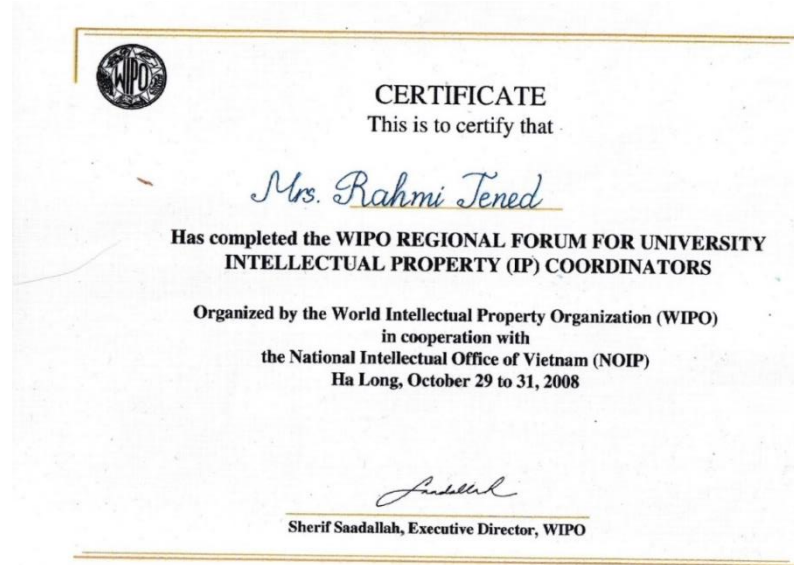 WIPO
CERTIFICATE
This is to certify that
Mrs. Rahmi Jened
Has completed the WIPO REGIONAL FORUM FOR UNIVERSITY
INTELLECTUAL PROPERTY (IP) COORDINATORS
Organized by the World Intellectual Property Organization (WIPO)
in cooperation with
the National Intellectual Office of Vietnam (NOIP)
Ha Long, October 29 to 31, 2008
Saadallah
Sherif Saadallah, Executive Director, WIPO